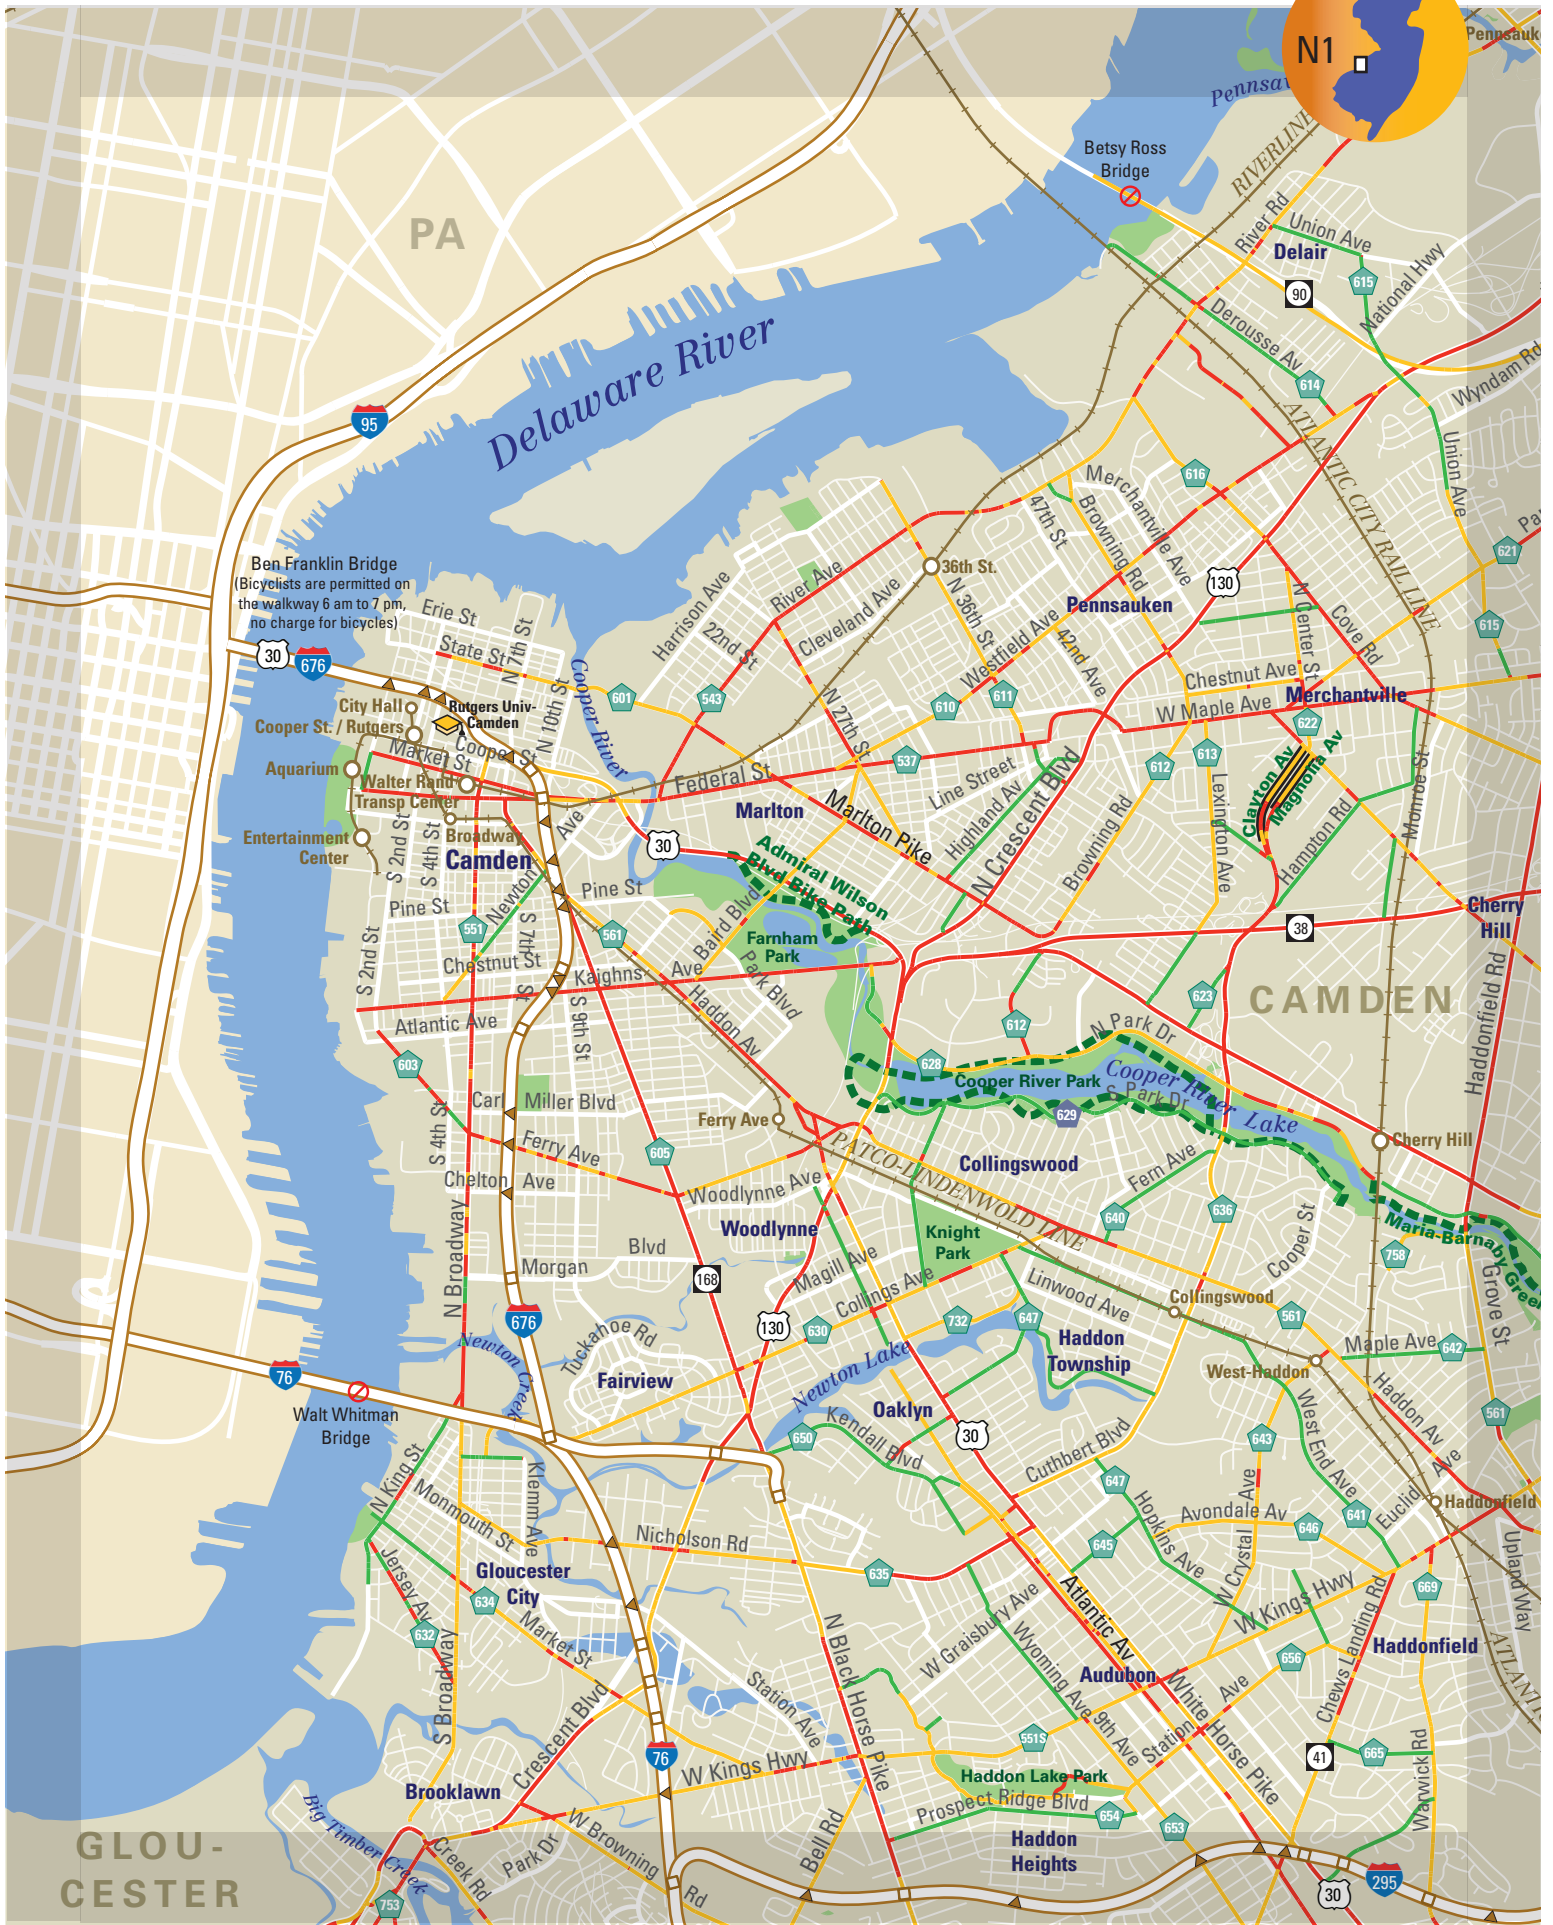 N1
Pennsauk
Pennsa
RIVERLINE
Betsy Ross
Bridge
PA
River Rd
Union Ave
Delair
615
National Hwy
90
Derousse Av
Wyndam Rd
614
95
Delaware River
ATLANTIC CITY RAIL LINE
Union Ave
616
Merchantville Ave
47th St
Browning Rd
Pa
621
Ben Franklin Bridge
(Bicyclists are permitted on
the walkway 6 am to 7 pm,
no charge for bicycles)
36th St.
130
Erie St
State St
N 7th St
Harrison Ave
River Ave
22nd St
Cleveland Ave
N 36th St
Westfield Ave
Pennsauken
42nd Ave
N Center St
Cove Rd
615
30
676
Cooper River
N 10th St
601
543
N 27th St
610
611
Chestnut Ave
Merchantville
W Maple Ave
622
City Hall
Rutgers Univ-
Camden
Cooper St. / Rutgers
Cooper St
Market St
Aquarium
Walter Rand
Transp Center
Federal St
537
612
613
Line Street
Highland Av
N Crescent Blvd
Marlton
Marlton Pike
Clayton Av
Magnolia Av
Lexington Ave
Browning Rd
Hampton Rd
Monroe St
Entertainment
Center
S 2nd St
S 4th St
Broadway
Camden
Ave
Newton
30
Admiral Wilson
Blvd Bike Path
Pine St
Pine St
Baird Blvd
Cherry
Hill
551
S 7th
St
561
Farnham
Park
38
S 2nd St
Chestnut St
Kaighns
Ave
Park Blvd
Haddon Av
S 9th St
Atlantic Ave
623
CAMDEN
Haddonfield Rd
612
N Park Dr
603
628
Cooper River Park
Cooper River Lake
S Park Dr
629
Carl
Miller Blvd
S 4th St
Ferry Ave
Ferry Ave
605
PATCO-LINDENWOLD LINE
Collingswood
Cherry Hill
Fern Ave
Chelton
Ave
Woodlynne Ave
Woodlynne
640
636
Cooper St
Knight
Park
Maria-Barnaby Green
758
Grove St
N Broadway
Morgan
Blvd
168
Magill Ave
Collings Ave
Linwood Ave
Collingswood
676
130
630
732
647
561
Newton Creek
Tuckahoe Rd
Newton Lake
Haddon
Township
Maple Ave
642
West-Haddon
76
Fairview
Walt Whitman
Bridge
Oaklyn
Haddon Av
West End Ave
561
650
Kendall Blvd
30
643
Cuthbert Blvd
N King St
Monmouth St
Klemm Ave
647
Hopkins Ave
Avondale Av
646
641
Euclid
Ave
Haddonfield
Nicholson Rd
645
635
N Crystal
Ave
Upland Way
Jersey Av
Gloucester
City
634
Atlantic Av
W Graisbury Ave
W Kings Hwy
Chews Landing Rd
669
632
Market St
N Black Horse Pike
Wyoming Ave
Audubon
Haddonfield
656
S Broadway
Station Ave
9th Ave
Station
Ave
White Horse Pike
ATLANTIC
Crescent Blvd
76
551S
41
665
Warwick Rd
W Kings Hwy
Brooklawn
Haddon Lake Park
Prospect Ridge Blvd
654
653
Big Timber Creek
W Browning
Rd
Park Dr
Creek Rd
Bell Rd
Haddon
Heights
GLOU-
CESTER
753
30
295